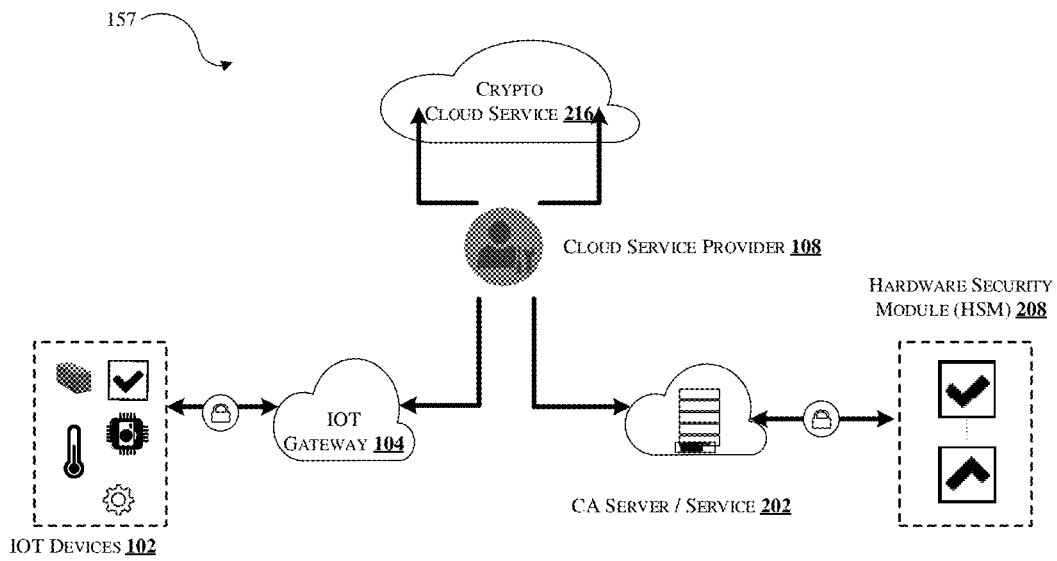 157
CRYPTO
CLOUD SERVICE 216
CLOUD SERVICE PROVIDER 108
HARDWARE SECURITY
MODULE (HSM) 208
IOT
GATEWAY 104
CA SERVER / SERVICE 202
IOT DEVICES 102